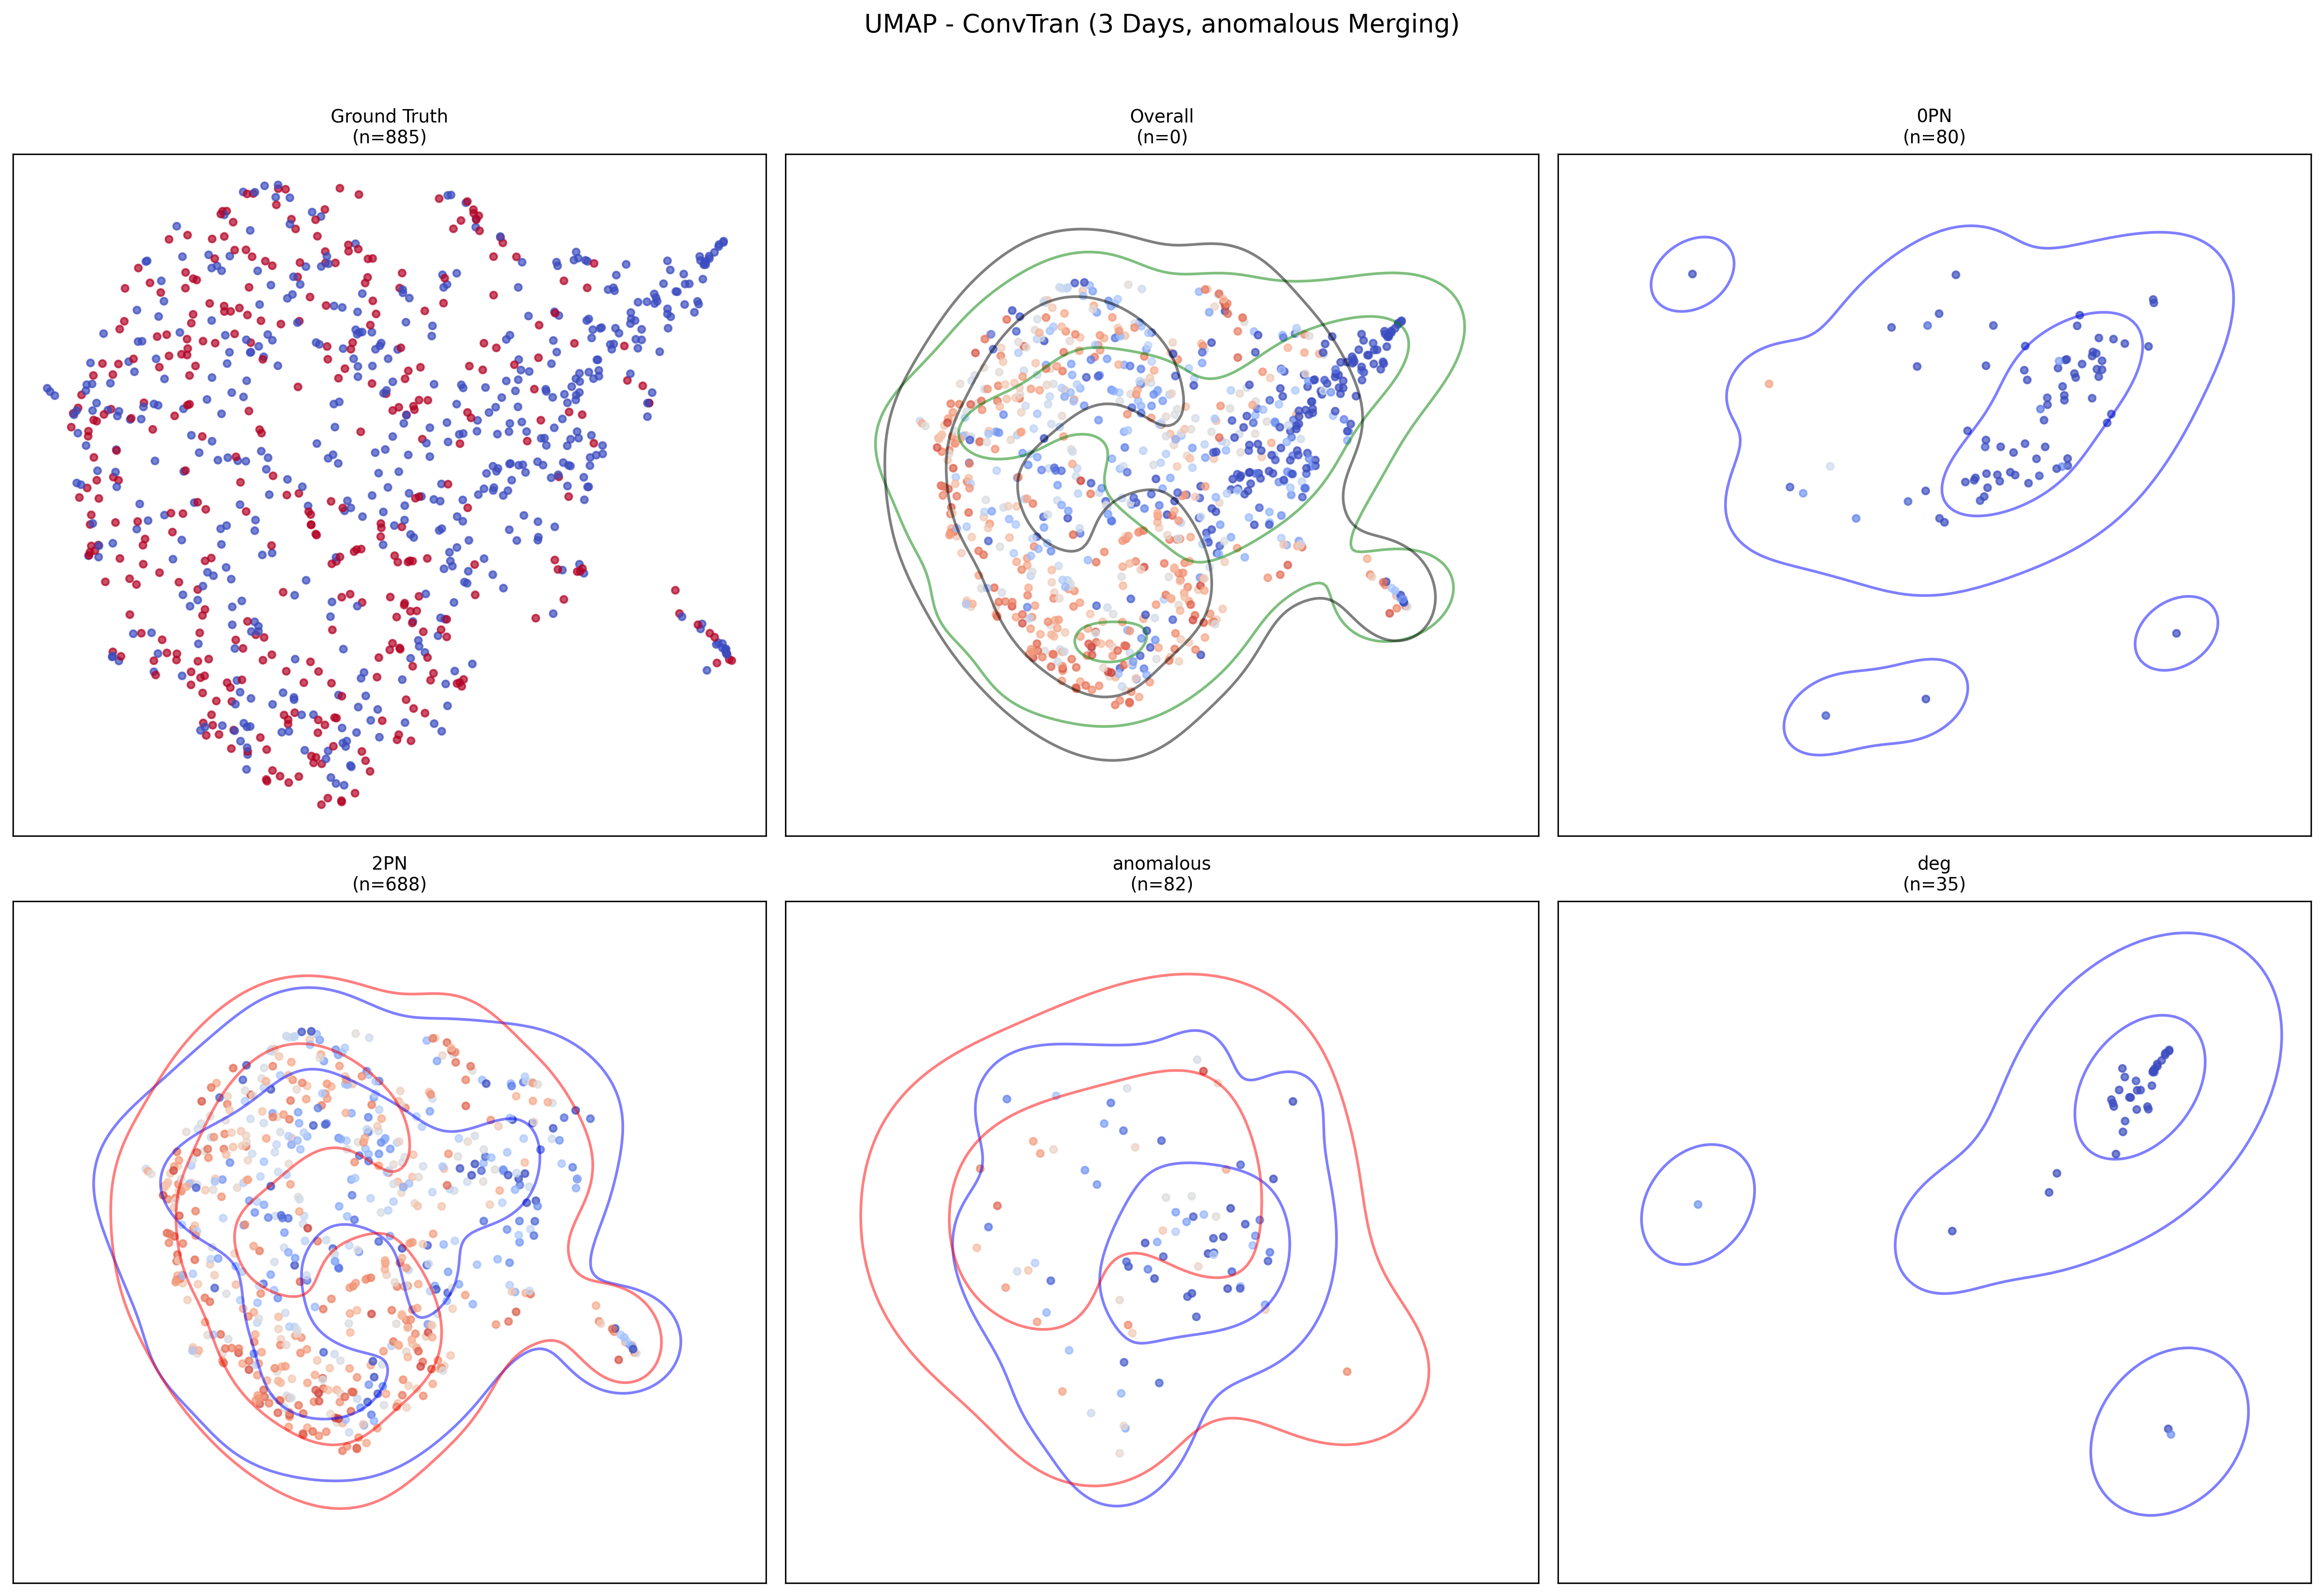 UMAP - ConvTran (3 Days, anomalous Merging)
Ground Truth
(n=885)
Overall
(n=0)
0PN
(n=80)
2PN
(n=688)
anomalous
(n=82)
deg
(n=35)